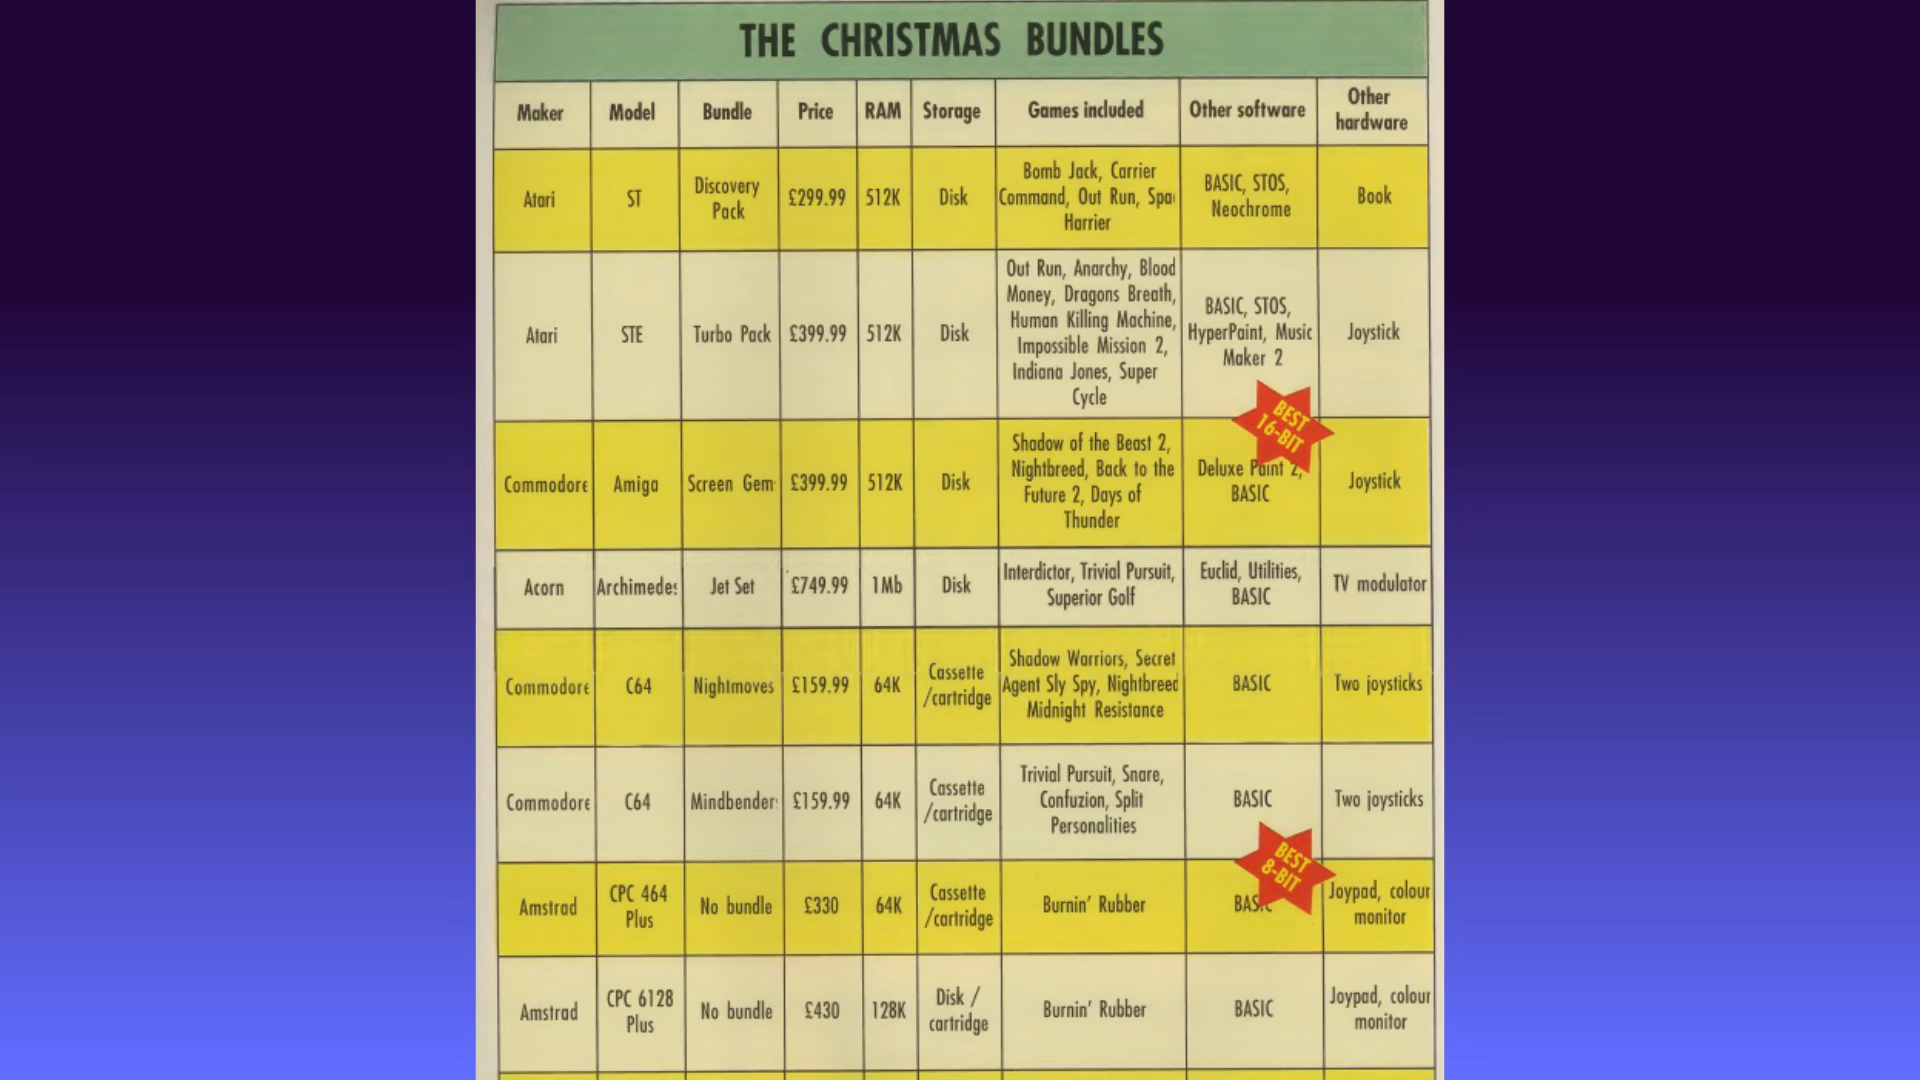 THE CHRISTMAS BUNDLES
Maker Model Bundle Price RAM Storage Games included Other software Other
hardware
Atari ST Discovery
Pack £299.99 512K Disk Bomb Jack, Carrier
Command, Out Run, Spa
Harrier BASIC, STOS,
Neochrome Book
Atari STE Turbo Pack £399.99 512K Disk Out Run, Anarchy, Blood
Money, Dragons Breath,
Human Killing Machine,
Impossible Mission 2,
Indiana Jones, Super
Cycle BASIC, STOS,
HyperPaint, Music
Maker 2 Joystick
BEST
16-BIT
Commodore Amiga Screen Gem £399.99 512K Disk Shadow of the Beast 2,
Nightbreed, Back to the
Future 2, Days of
Thunder Deluxe Paint 2,
BASIC Joystick
Acorn Archimedes Jet Set £749.99 1Mb Disk Interdictor, Trivial Pursuit,
Superior Golf Euclid, Utilities,
BASIC TV modulator
Commodore C64 Nightmoves £159.99 64K Cassette
/cartridge Shadow Warriors, Secret
Agent Sly Spy, Nightbreed
Midnight Resistance BASIC Two joysticks
Commodore C64 Mindbender £159.99 64K Cassette
/cartridge Trivial Pursuit, Snare,
Confuzion, Split
Personalities BASIC Two joysticks
BEST
8-BIT
Amstrad CPC 464
Plus No bundle £330 64K Cassette
/cartridge Burnin' Rubber BASIC Joypad, colour
monitor
Amstrad CPC 6128
Plus No bundle £430 128K Disk /
cartridge Burnin' Rubber BASIC Joypad, colour
monitor